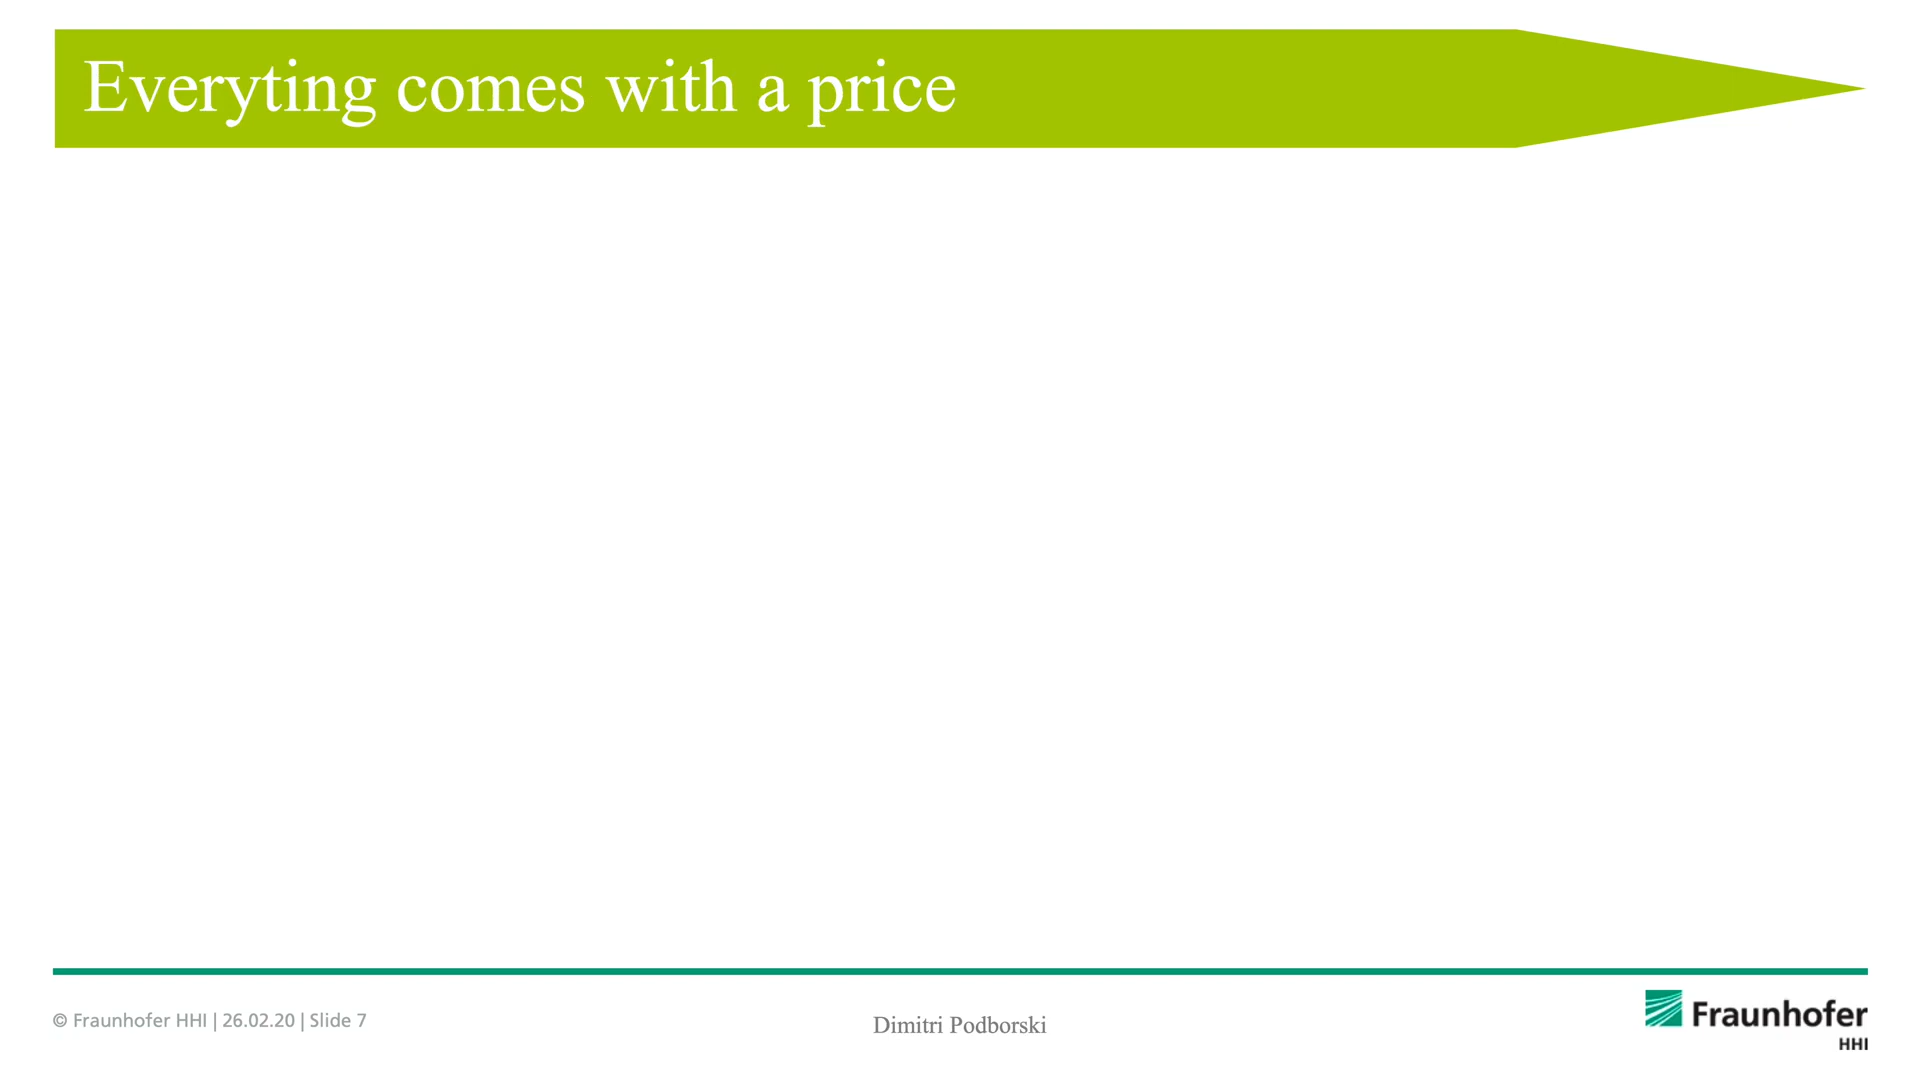 Everyting comes with a price
© Fraunhofer HHI | 26.02.20 | Slide 7
Dimitri Podborski
Fraunhofer
HHI